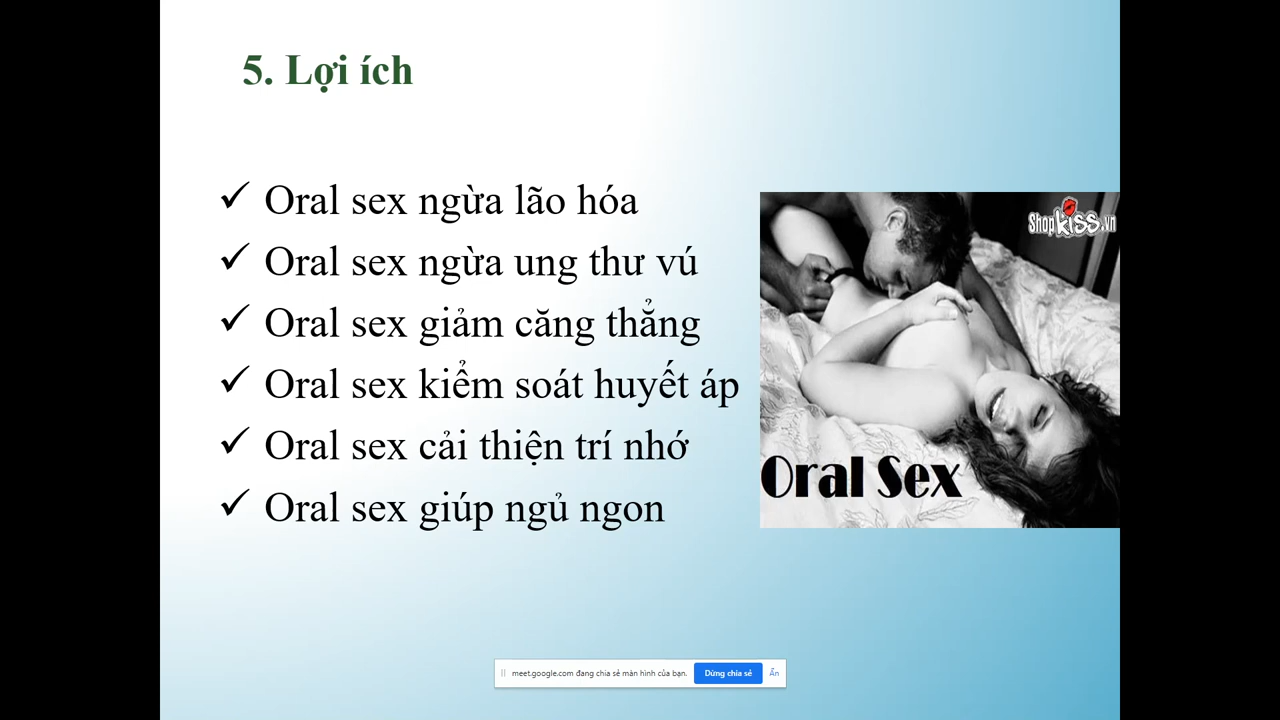 5. Lợi ích
Oral sex ngừa lão hóa
Oral sex ngừa ung thư vú
Oral sex giảm căng thẳng
Oral sex kiểm soát huyết áp
Oral sex cải thiện trí nhớ
Oral sex giúp ngủ ngon
Shopkiss.vn
Oral Sex
meet.google.com đang chia sẻ màn hình của bạn. Dừng chia sẻ Ẩn